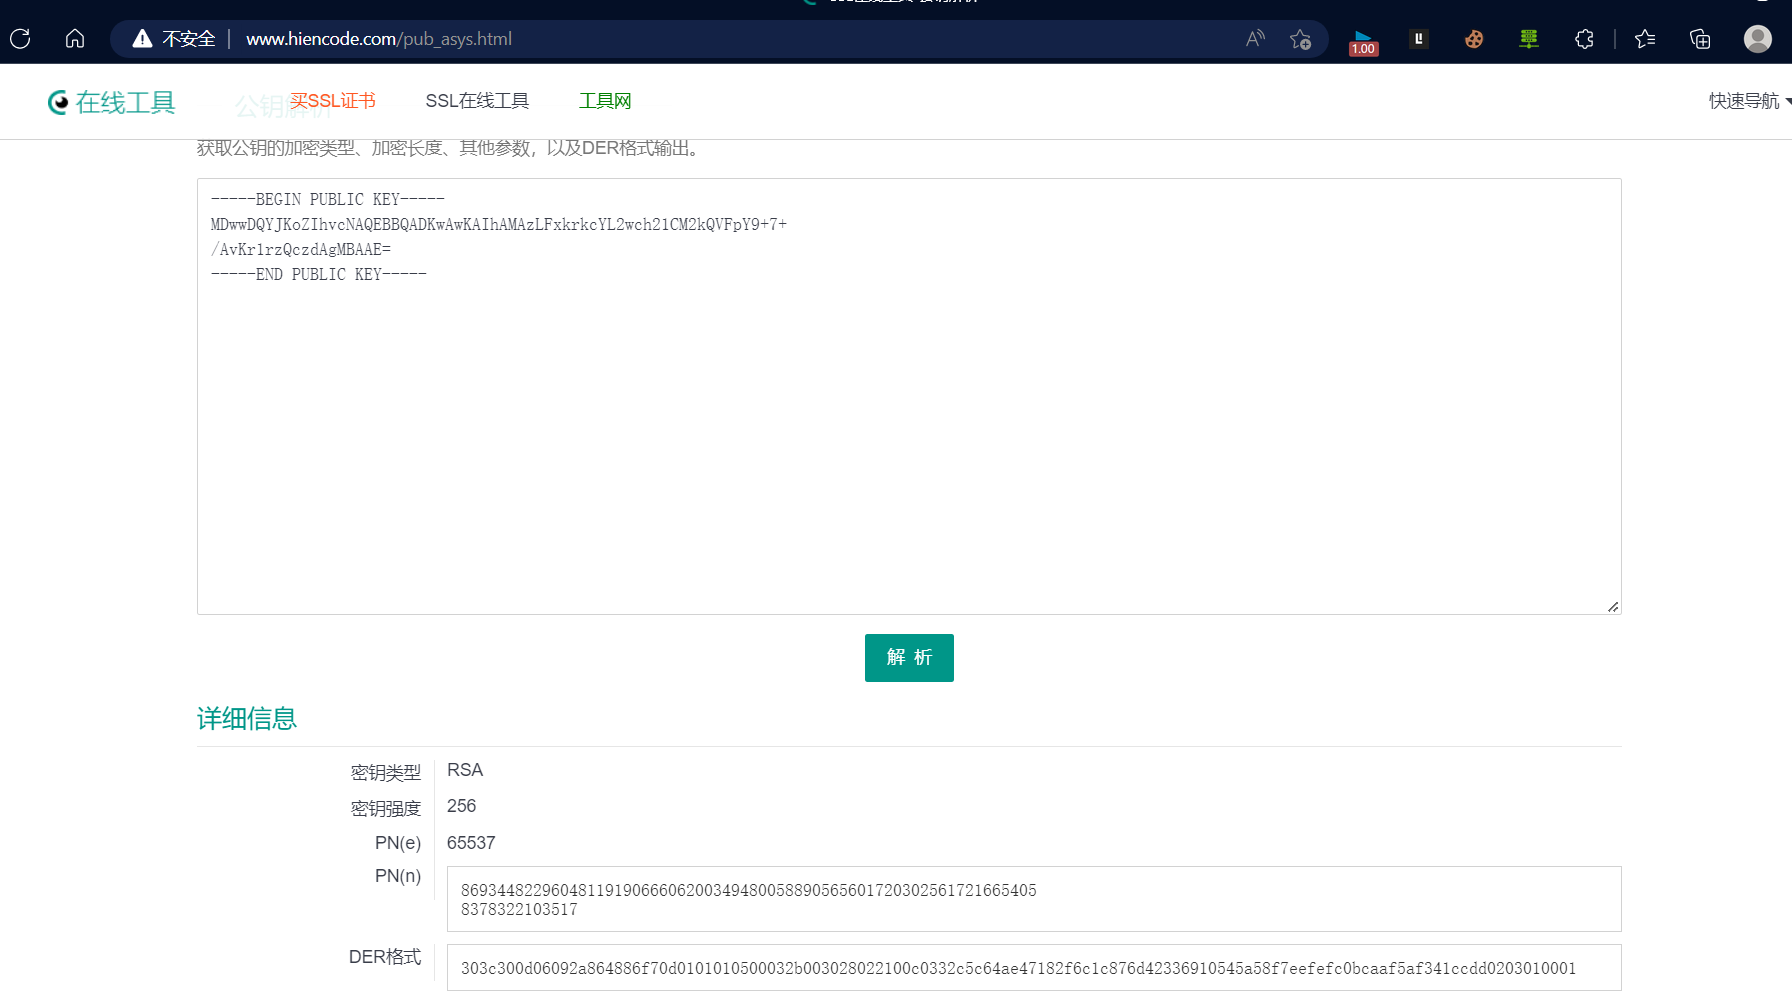 不安全 | www.hiencode.com/pub_asys.html
1.00
在线工具
公钥解析
买SSL证书
SSL在线工具
工具网
快速导航
获取公钥的加密类型、加密长度、其他参数，以及DER格式输出。
-----BEGIN PUBLIC KEY-----
MDwwDQYJKoZIhvcNAQEBBQADKwAwKAIhAMAzLFxkrkcYL2wch21CM2kQVFpY9+7+
/AvKr1rzQczdAgMBAAE=
-----END PUBLIC KEY-----
解 析
详细信息
密钥类型 RSA
密钥强度 256
PN(e) 65537
PN(n)
86934482296048119190666062003494800588905656017203025617216654058
8378322103517
DER格式
303c300d06092a864886f70d0101010500032b003028022100c0332c5c64ae47182f6c1c876d42336910545a58f7eefefc0bcaaf5af341ccdd0203010001